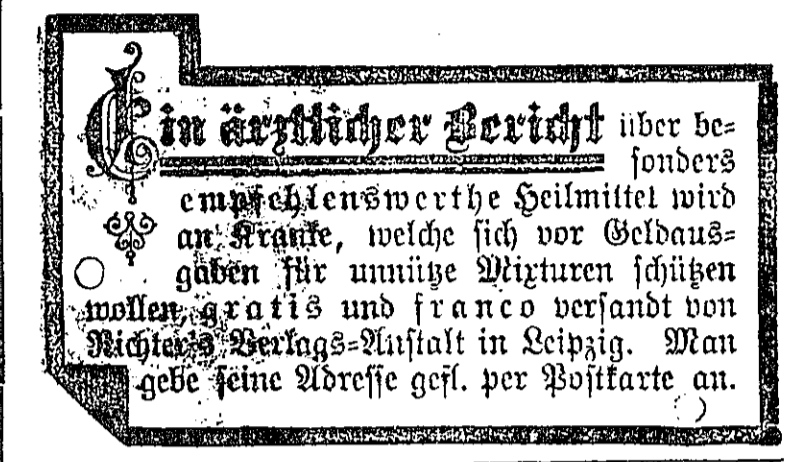 Ein ärztlicher Bericht über be-
sonders
empfehlenswerthe Heilmittel wird
an Kranke, welche sich vor Geldaus-
gaben für unnütze Mixturen schützen
wollen, gratis und franco versandt von
Richter's Verlags-Anstalt in Leipzig. Man
gebe seine Adresse gefl. per Postkarte an.